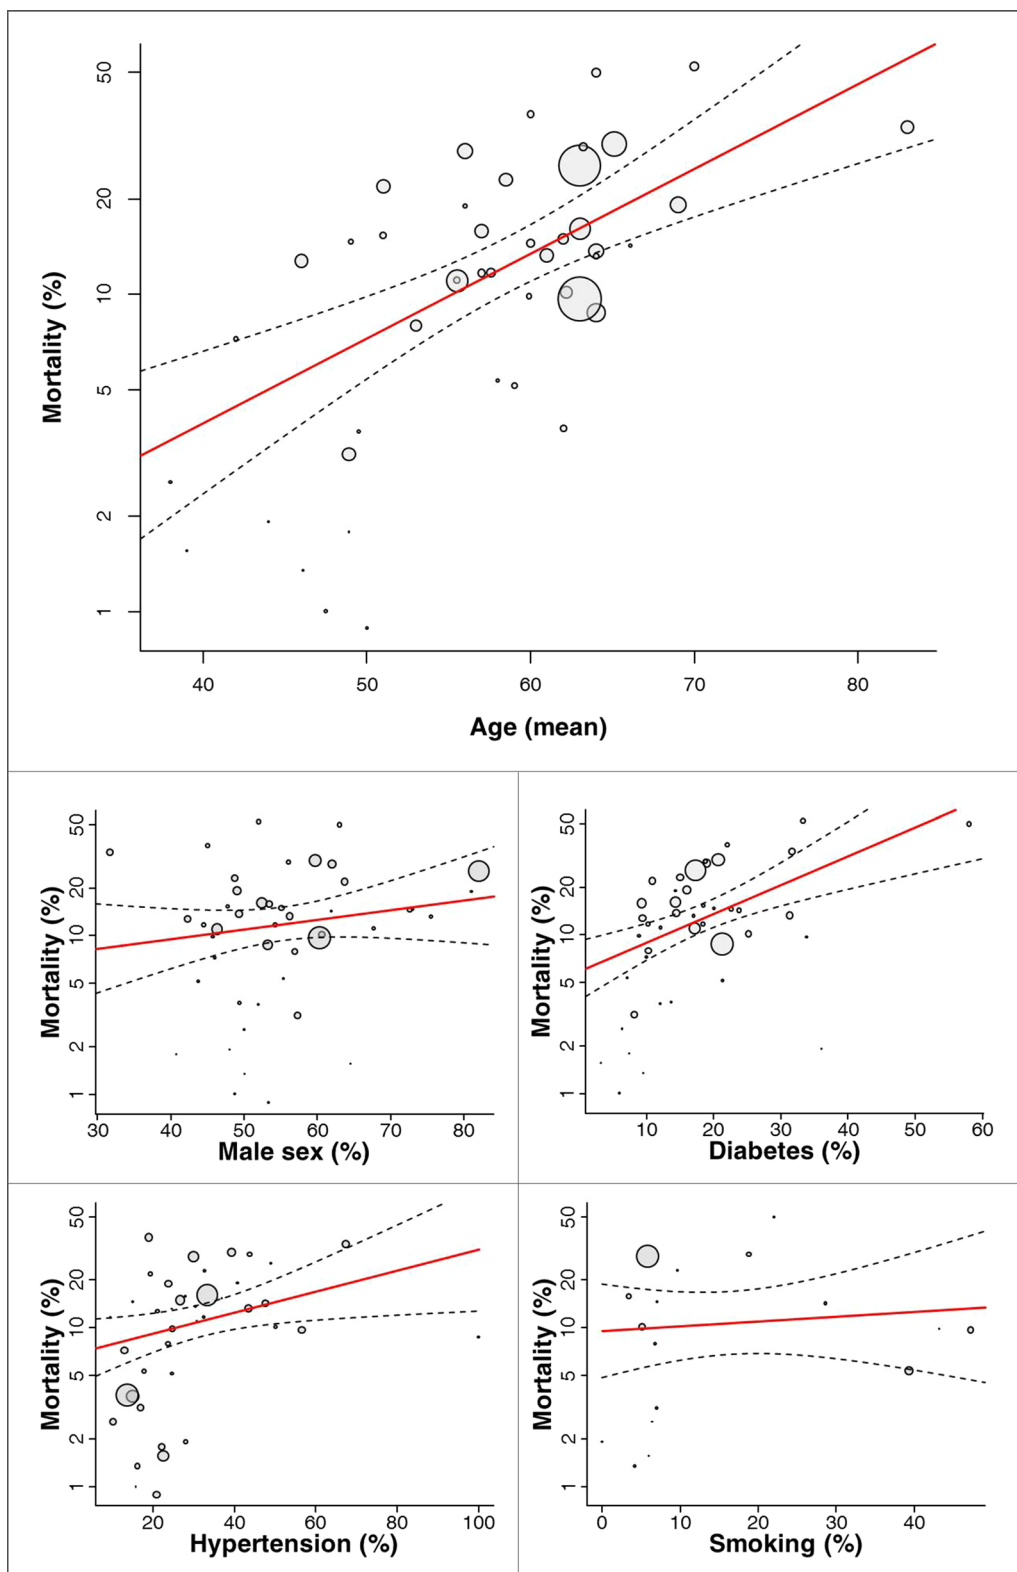 50
20
10
5
2
1
Mortality (%)
40 50 60 70 80
Age (mean)
50
20
10
5
2
1
Mortality (%)
30 40 50 60 70 80
Male sex (%)
50
20
10
5
2
1
Mortality (%)
10 20 30 40 50 60
Diabetes (%)
50
20
10
5
2
1
Mortality (%)
20 40 60 80 100
Hypertension (%)
50
20
10
5
2
1
Mortality (%)
0 10 20 30 40
Smoking (%)